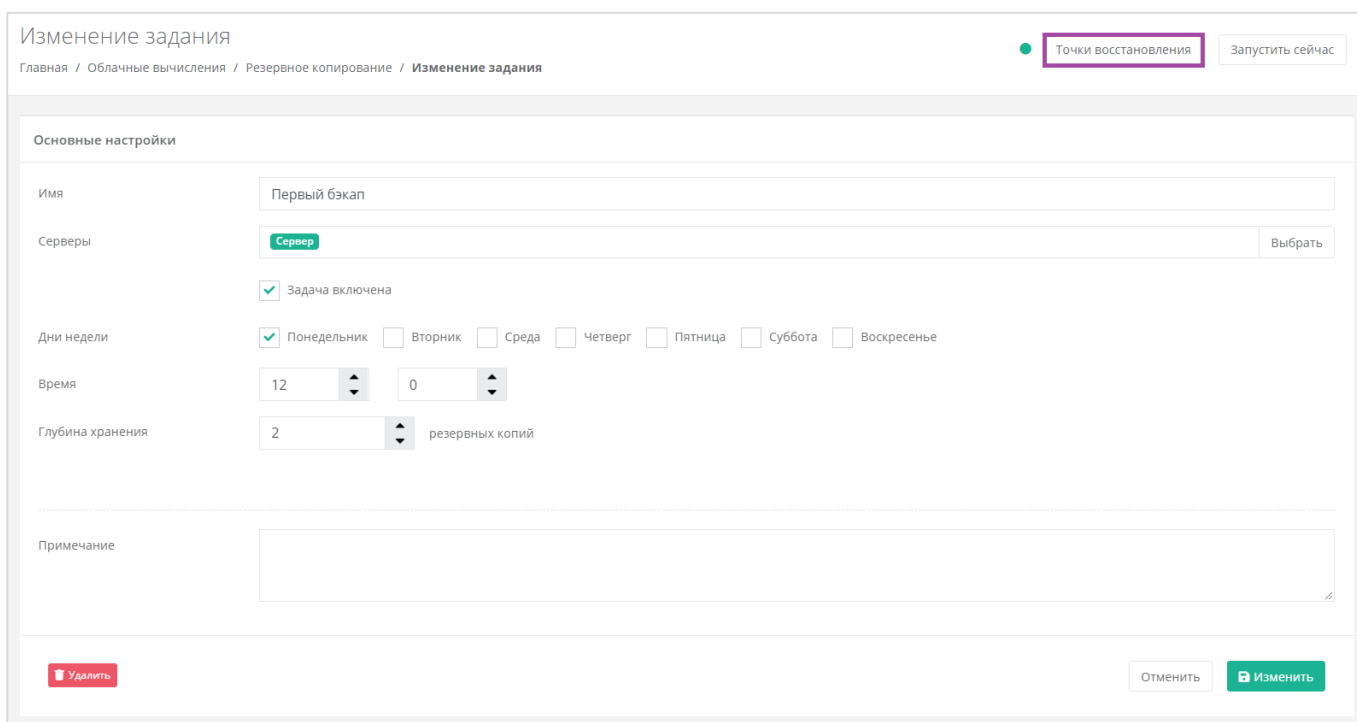 Изменение задания
Точки восстановления Запустить сейчас
Главная / Облачные вычисления / Резервное копирование / Изменение задания
Основные настройки
Имя Первый бэкап
Серверы Сервер Выбрать
Задача включена
Дни недели Понедельник Вторник Среда Четверг Пятница Суббота Воскресенье
Время 12 0
Глубина хранения 2 резервных копий
Примечание
Удалить Отменить Изменить